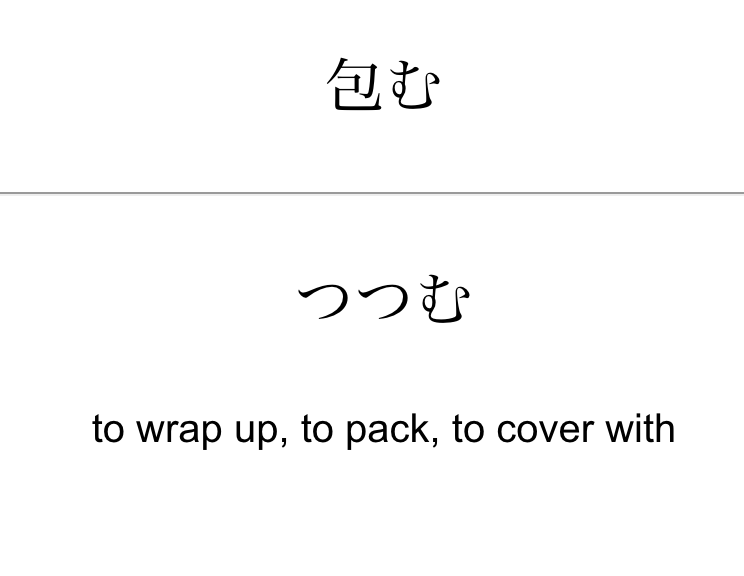 包む
つつむ
to wrap up, to pack, to cover with